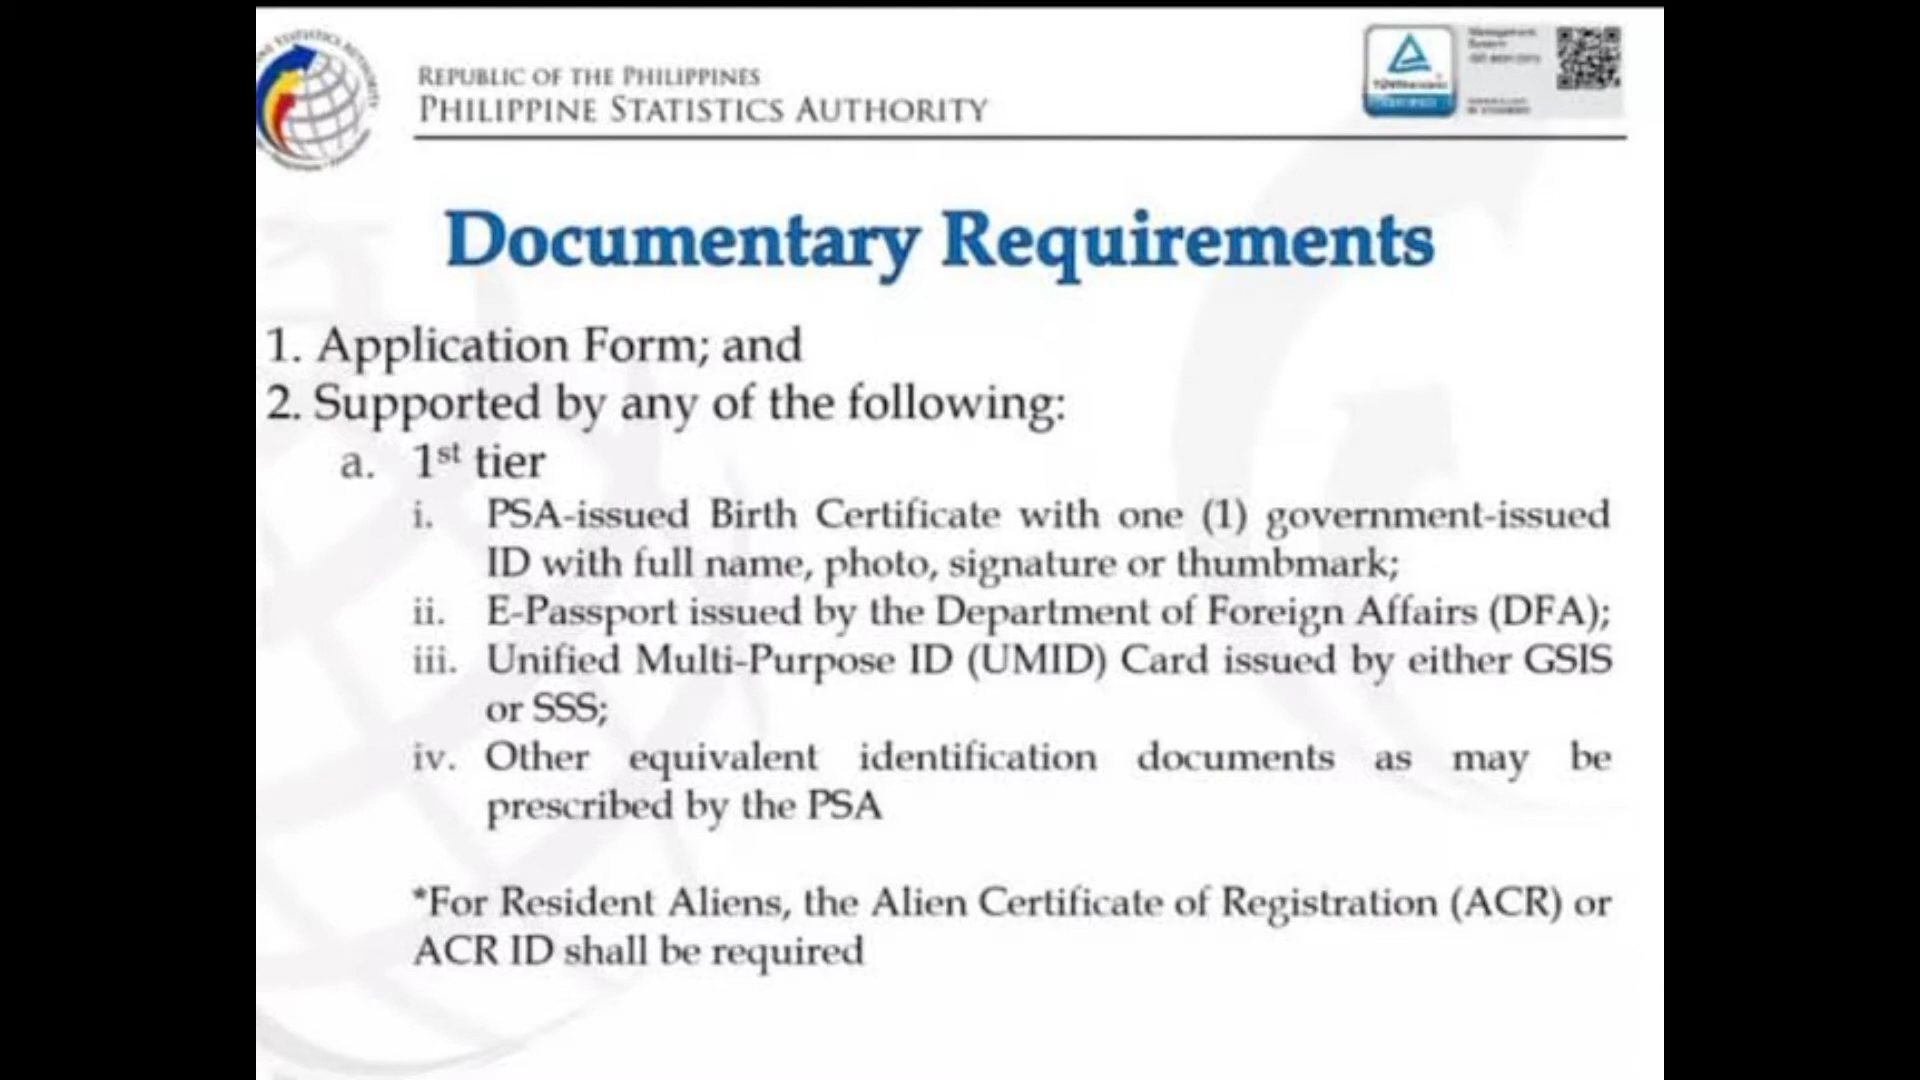 REPUBLIC OF THE PHILIPPINES
PHILIPPINE STATISTICS AUTHORITY
Documentary Requirements
1. Application Form; and
2. Supported by any of the following:
a. 1st tier
i. PSA-issued Birth Certificate with one (1) government-issued
ID with full name, photo, signature or thumbmark;
ii. E-Passport issued by the Department of Foreign Affairs (DFA);
iii. Unified Multi-Purpose ID (UMID) Card issued by either GSIS
or SSS;
iv. Other equivalent identification documents as may be
prescribed by the PSA
*For Resident Aliens, the Alien Certificate of Registration (ACR) or
ACR ID shall be required